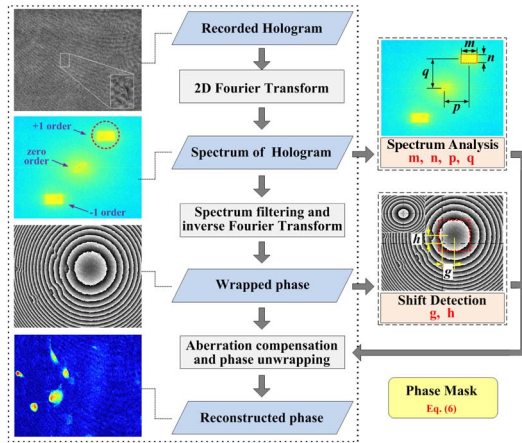 Recorded Hologram
2D Fourier Transform
+1 order
zero
order
-1 order
Spectrum of Hologram
m
n
q
p
Spectrum Analysis
m, n, p, q
Spectrum filtering and
inverse Fourier Transform
Wrapped phase
h
g
Shift Detection
g, h
Aberration compensation
and phase unwrapping
Reconstructed phase
Phase Mask
Eq. (6)